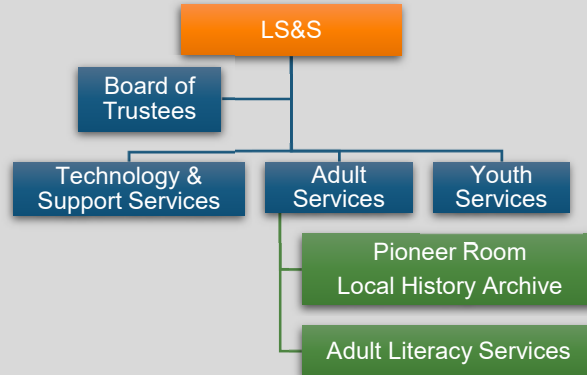 LS&S
Board of
Trustees
Technology &
Support Services
Adult
Services
Youth
Services
Pioneer Room
Local History Archive
Adult Literacy Services